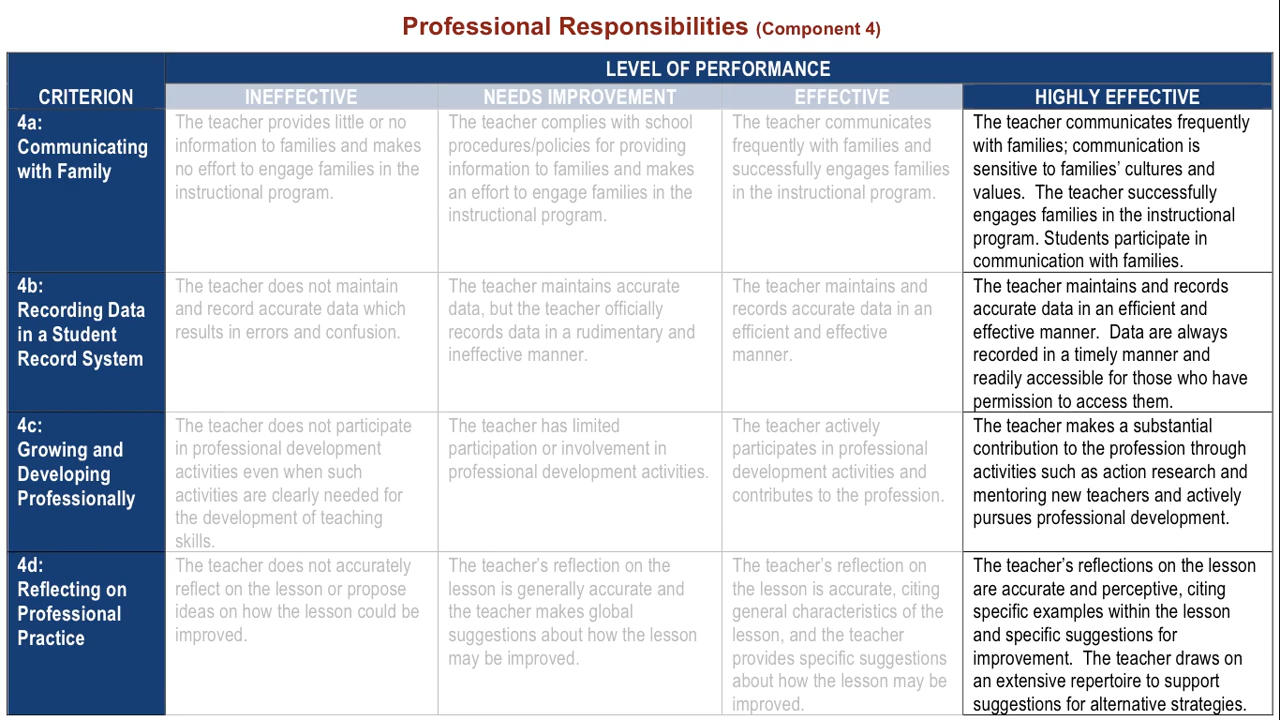 Professional Responsibilities (Component 4)
LEVEL OF PERFORMANCE
CRITERION
INEFFECTIVE
NEEDS IMPROVEMENT
EFFECTIVE
HIGHLY EFFECTIVE
4a:
Communicating
with Family
The teacher provides little or no
information to families and makes
no effort to engage families in the
instructional program.
The teacher complies with school
procedures/policies for providing
information to families and makes
an effort to engage families in the
instructional program.
The teacher communicates
frequently with families and
successfully engages families
in the instructional program.
The teacher communicates frequently
with families; communication is
sensitive to families’ cultures and
values.  The teacher successfully
engages families in the instructional
program. Students participate in
communication with families.
4b:
Recording Data
in a Student
Record System
The teacher does not maintain
and record accurate data which
results in errors and confusion.
The teacher maintains accurate
data, but the teacher officially
records data in a rudimentary and
ineffective manner.
The teacher maintains and
records accurate data in an
efficient and effective
manner.
The teacher maintains and records
accurate data in an efficient and
effective manner.  Data are always
recorded in a timely manner and
readily accessible for those who have
permission to access them.
4c:
Growing and
Developing
Professionally
The teacher does not participate
in professional development
activities even when such
activities are clearly needed for
the development of teaching
skills.
The teacher has limited
participation or involvement in
professional development activities.
The teacher actively
participates in professional
development activities and
contributes to the profession.
The teacher makes a substantial
contribution to the profession through
activities such as action research and
mentoring new teachers and actively
pursues professional development.
4d:
Reflecting on
Professional
Practice
The teacher does not accurately
reflect on the lesson or propose
ideas on how the lesson could be
improved.
The teacher’s reflection on the
lesson is generally accurate and
the teacher makes global
suggestions about how the lesson
may be improved.
The teacher’s reflection on
the lesson is accurate, citing
general characteristics of the
lesson, and the teacher
provides specific suggestions
about how the lesson may be
improved.
The teacher’s reflections on the lesson
are accurate and perceptive, citing
specific examples within the lesson
and specific suggestions for
improvement.  The teacher draws on
an extensive repertoire to support
suggestions for alternative strategies.